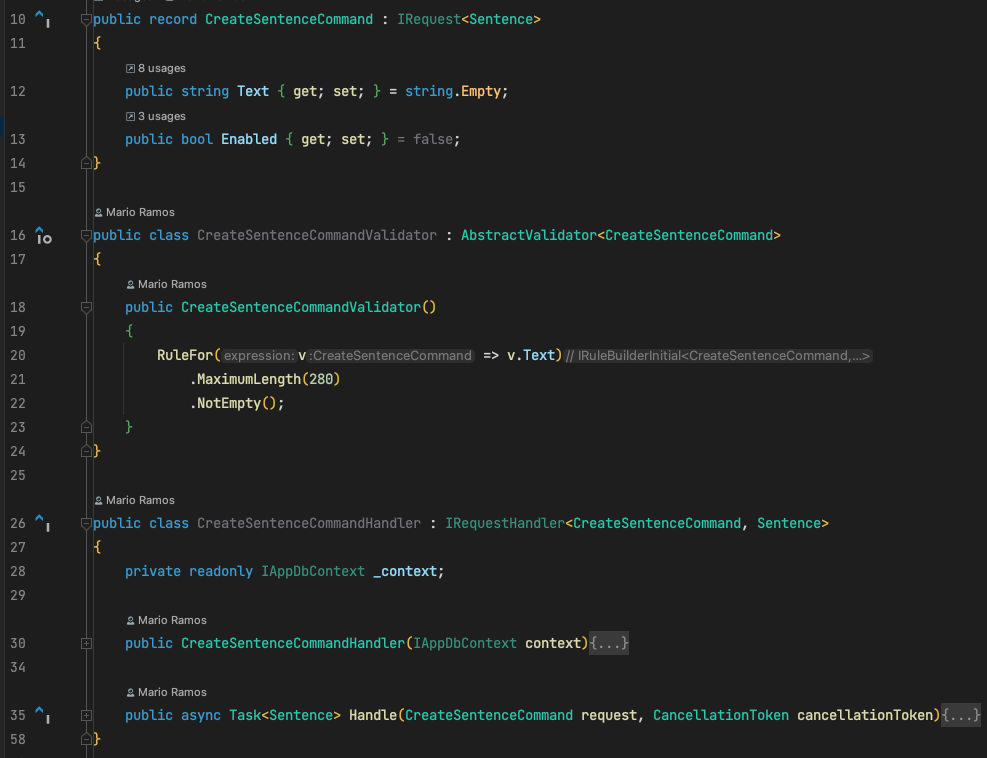 10 public record CreateSentenceCommand : IRequest<Sentence>
11 {
8 usages
12 public string Text { get; set; } = string.Empty;
3 usages
13 public bool Enabled { get; set; } = false;
14 }
15
Mario Ramos
16 public class CreateSentenceCommandValidator : AbstractValidator<CreateSentenceCommand>
17 {
Mario Ramos
18 public CreateSentenceCommandValidator()
19 {
20 RuleFor( expression: v :CreateSentenceCommand => v.Text) // IRuleBuilderInitial<CreateSentenceCommand,...>
21 .MaximumLength(280)
22 .NotEmpty();
23 }
24 }
25
Mario Ramos
26 public class CreateSentenceCommandHandler : IRequestHandler<CreateSentenceCommand, Sentence>
27 {
28 private readonly IAppDbContext _context;
29
Mario Ramos
30 public CreateSentenceCommandHandler(IAppDbContext context){...}
34
Mario Ramos
35 public async Task<Sentence> Handle(CreateSentenceCommand request, CancellationToken cancellationToken){...}
58 }